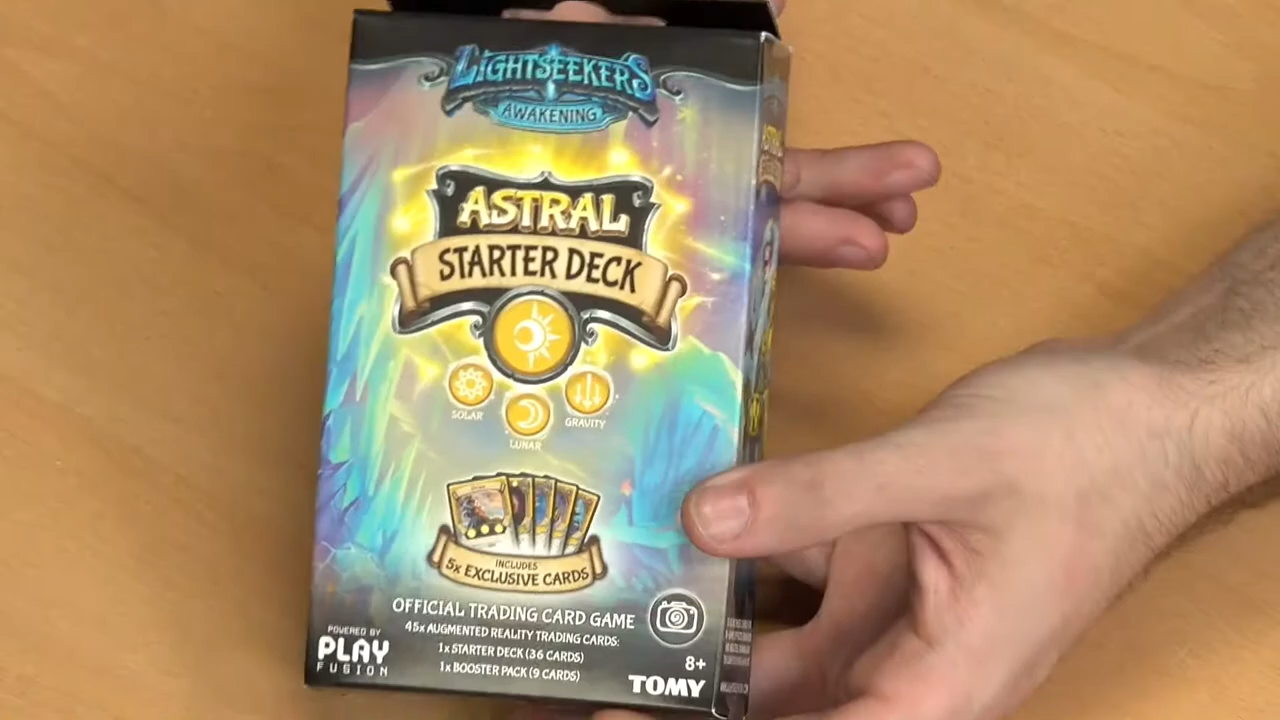 LIGHTSEEKERS
AWAKENING
ASTRAL
STARTER DECK
SOLAR
LUNAR
GRAVITY
INCLUDES
5x EXCLUSIVE CARDS
OFFICIAL TRADING CARD GAME
45x AUGMENTED REALITY TRADING CARDS:
1x STARTER DECK (36 CARDS)
1x BOOSTER PACK (9 CARDS)
POWERED BY
PLAY
FUSION
8+
TOMY
ASTRAL